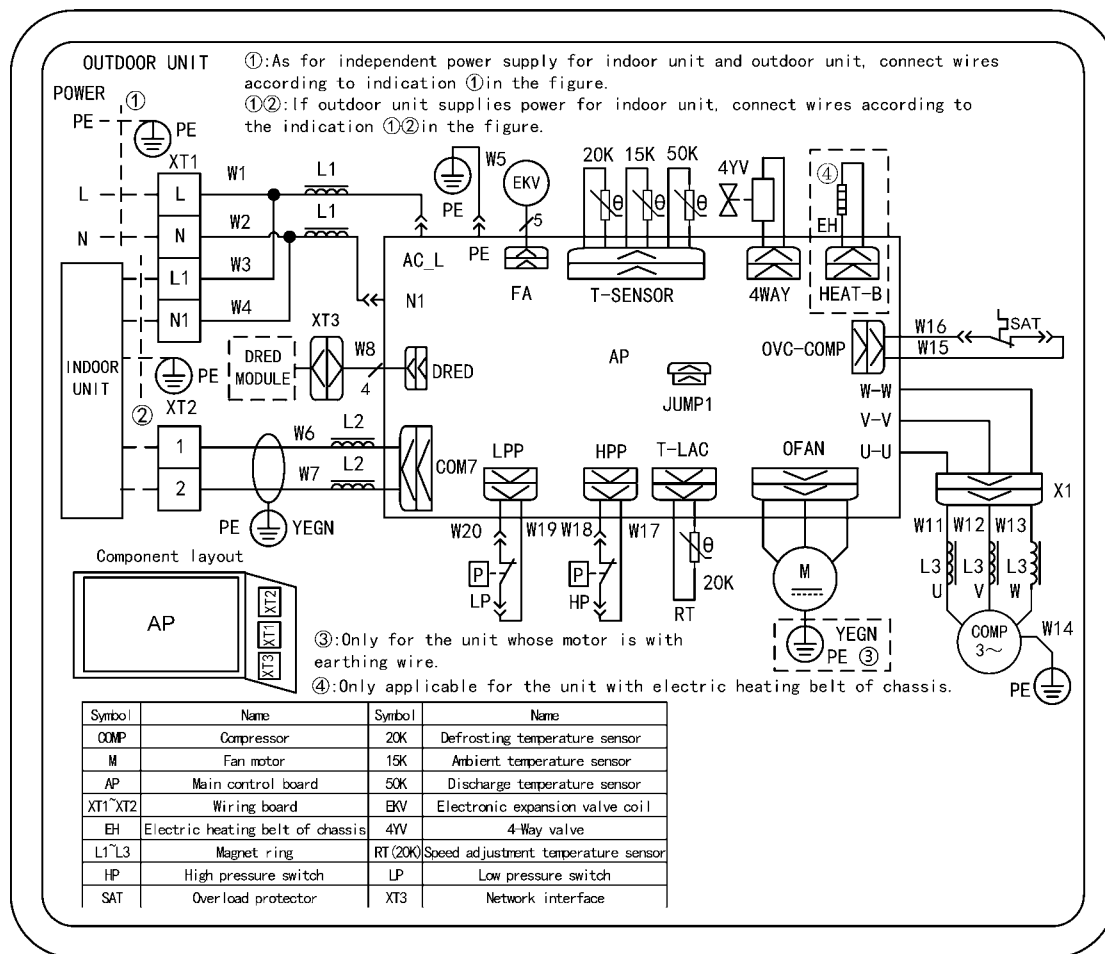 OUTDOOR UNIT
①:As for independent power supply for indoor unit and outdoor unit, connect wires
according to indication ①in the figure.
①②:If outdoor unit supplies power for indoor unit, connect wires according to
the indication ①②in the figure.
POWER
①
PE
PE
XT1
W1
L1
L
L
W2
L1
N
N
W3
L1
W4
N1
AC_L
N1
PE
W5
PE
EKV
5
FA
20K 15K 50K
θ θ θ
T-SENSOR
4YV
4WAY
④
EH
HEAT-B
INDOOR
UNIT
PE
②
XT2
DRED
MODULE
XT3
W8
4
DRED
AP
JUMP1
OVC-COMP
W16
W15
SAT
W-W
V-V
U-U
1
W6
L2
2
W7
L2
PE
YEGN
COM7
LPP
HPP
T-LAC
OFAN
X1
W20
W19
W18
W17
P
LP
P
HP
θ
20K
RT
M
YEGN
PE ③
W11 W12 W13
L3 L3 L3
U V W
COMP
3～
W14
PE
Component layout
AP
XT2
XT1
XT3
③:Only for the unit whose motor is with
earthing wire.
④:Only applicable for the unit with electric heating belt of chassis.
Symbol Name Symbol Name
COMP Compressor 20K Defrosting temperature sensor
M Fan motor 15K Ambient temperature sensor
AP Main control board 50K Discharge temperature sensor
XT1~XT2 Wiring board EKV Electronic expansion valve coil
EH Electric heating belt of chassis 4YV 4-Way valve
L1~L3 Magnet ring RT(20K) Speed adjustment temperature sensor
HP High pressure switch LP Low pressure switch
SAT Overload protector XT3 Network interface